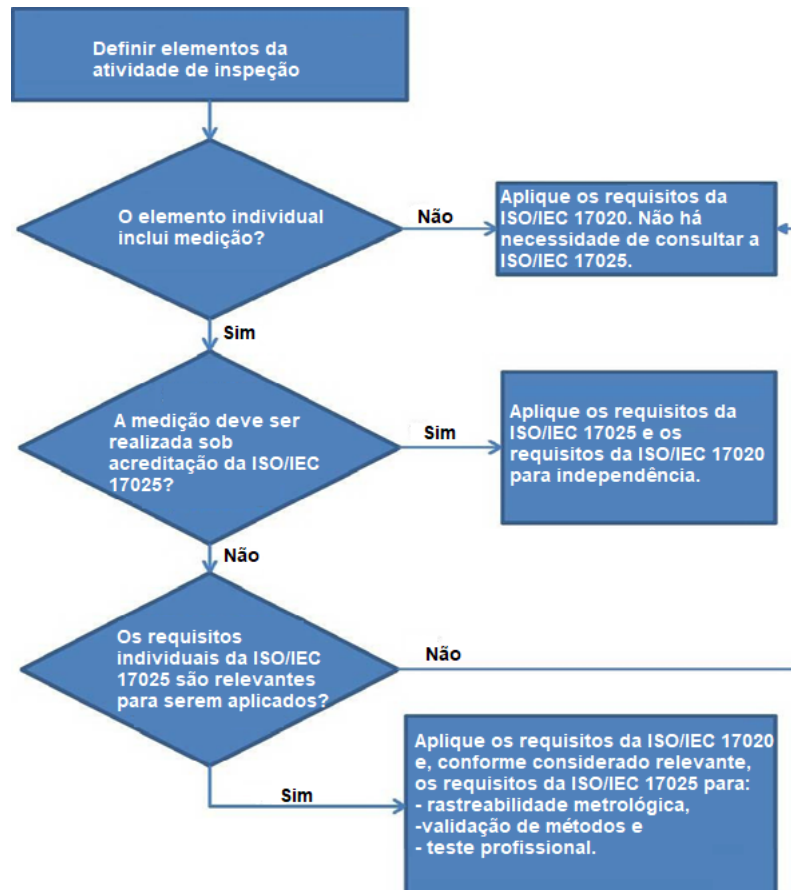 Definir elementos da
atividade de inspeção
O elemento individual
inclui medição?
Não
Aplique os requisitos da
ISO/IEC 17020. Não há
necessidade de consultar a
ISO/IEC 17025.
Sim
A medição deve ser
realizada sob
acreditação da ISO/IEC
17025?
Sim
Aplique os requisitos da
ISO/IEC 17025 e os
requisitos da ISO/IEC 17020
para independência.
Não
Os requisitos
individuais da ISO/IEC
17025 são relevantes
para serem aplicados?
Não
Sim
Aplique os requisitos da ISO/IEC 17020
e, conforme considerado relevante,
os requisitos da ISO/IEC 17025 para:
- rastreabilidade metrológica,
-validação de métodos e
- teste profissional.